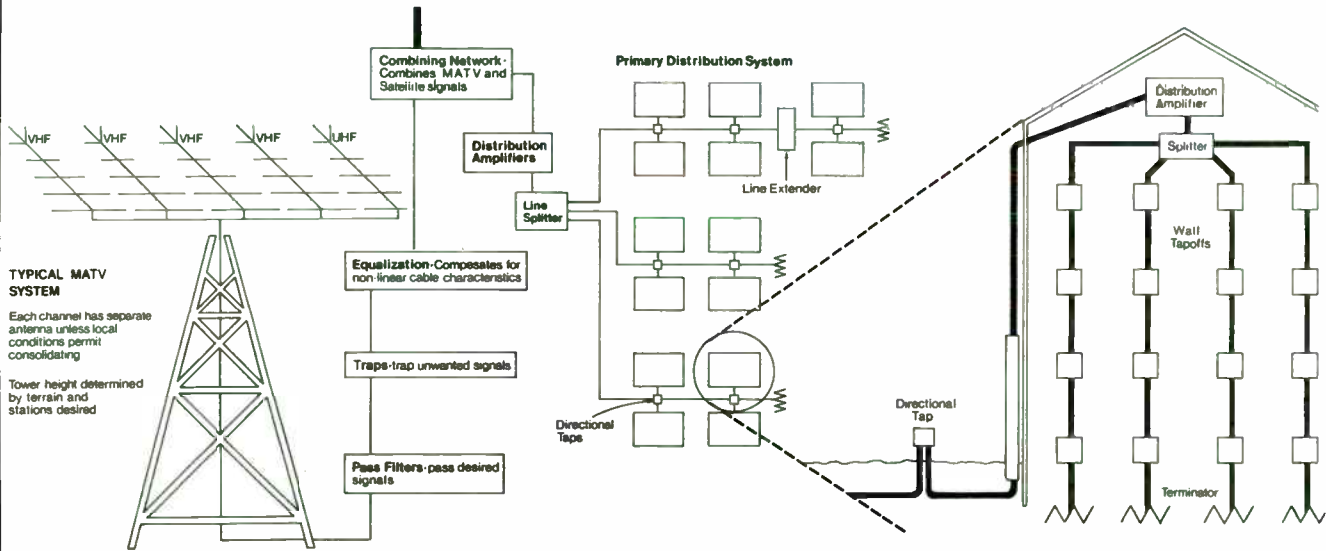 VHF
VHF
VHF
VHF
UHF
TYPICAL MATV
SYSTEM
Each channel has separate
antenna unless local
conditions permit
consolidating
Tower height determined
by terrain and
stations desired
Combining Network-
Combines MATV and
Satellite signals
Distribution
Amplifiers
Line
Splitter
Equalization-Compesates for
non-linear cable characteristics
Traps-trap unwanted signals
Pass Filters-pass desired
signals
Primary Distribution System
Line Extender
Directional
Taps
Directional
Tap
Distribution
Amplifier
Splitter
Wall
Tapoffs
Terminator